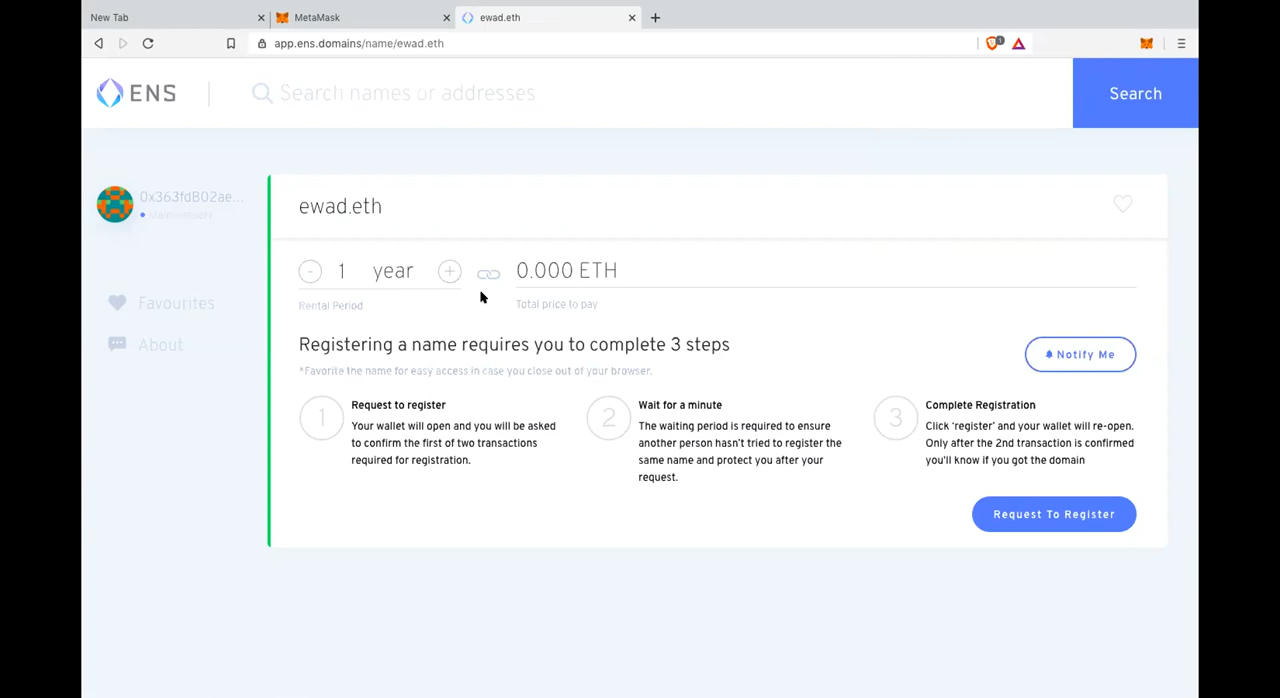 New Tab
MetaMask
ewad.eth
app.ens.domains/name/ewad.eth
1
ENS
Search names or addresses
Search
0x363fdB02ae...
ewad.eth
- 1 year +
0.000 ETH
Rental Period
Total price to pay
Favourites
About
Registering a name requires you to complete 3 steps
Notify Me
*Favorite the name for easy access in case you close out of your browser.
1
Request to register
Your wallet will open and you will be asked
to confirm the first of two transactions
required for registration.
2
Wait for a minute
The waiting period is required to ensure
another person hasn't tried to register the
same name and protect you after your
request.
3
Complete Registration
Click 'register' and your wallet will re-open.
Only after the 2nd transaction is confirmed
you'll know if you got the domain
Request To Register